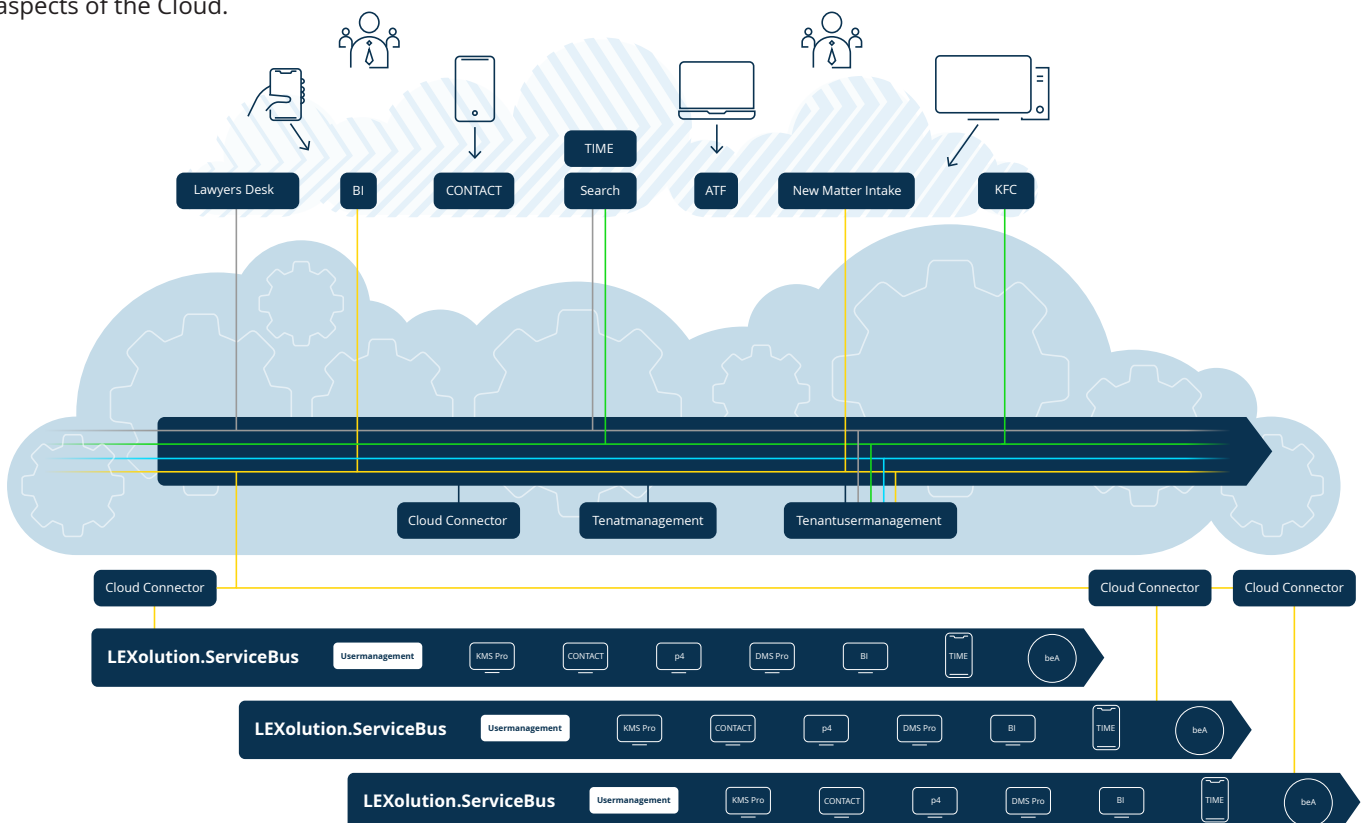 aspects of the Cloud.
TIME
Lawyers Desk
BI
CONTACT
Search
ATF
New Matter Intake
KFC
Cloud Connector
Tenatmanagement
Tenantusermanagement
Cloud Connector
Cloud Connector
Cloud Connector
LEXolution.ServiceBus
Usermanagement
KMS Pro
CONTACT
p4
DMS Pro
BI
TIME
beA
LEXolution.ServiceBus
Usermanagement
KMS Pro
CONTACT
p4
DMS Pro
BI
TIME
beA
LEXolution.ServiceBus
Usermanagement
KMS Pro
CONTACT
p4
DMS Pro
BI
TIME
beA